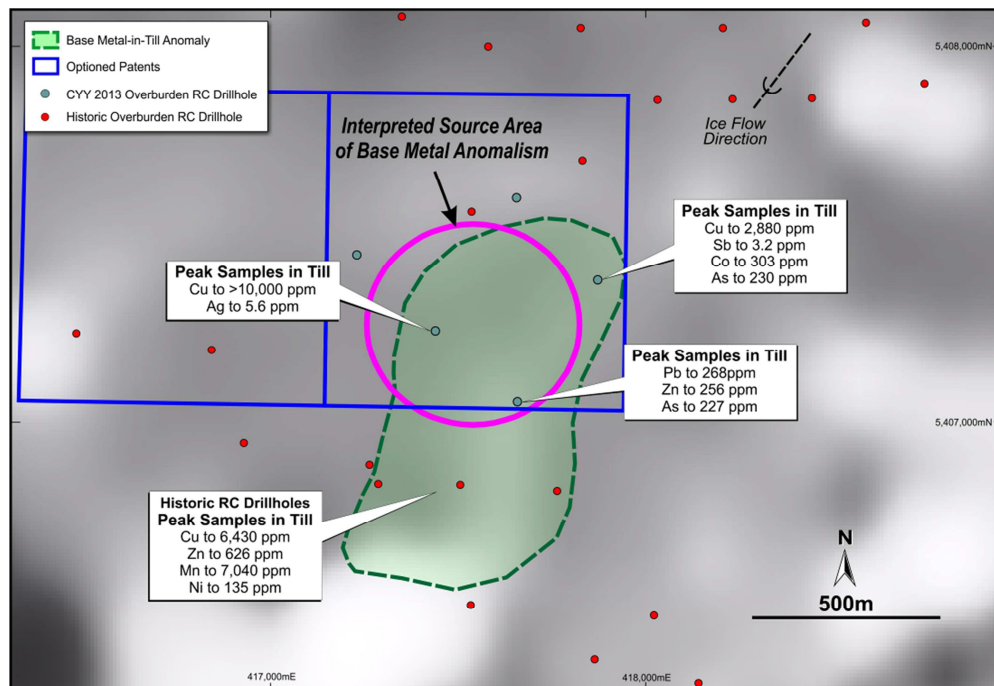 Base Metal-in-Till Anomaly
Optioned Patents
CYY 2013 Overburden RC Drillhole
Historic Overburden RC Drillhole
5,408,000mN
Ice Flow
Direction
Interpreted Source Area
of Base Metal Anomalism
Peak Samples in Till
Cu to 2,880 ppm
Sb to 3.2 ppm
Co to 303 ppm
As to 230 ppm
Peak Samples in Till
Cu to >10,000 ppm
Ag to 5.6 ppm
Peak Samples in Till
Pb to 268ppm
Zn to 256 ppm
As to 227 ppm
5,407,000mN
Historic RC Drillholes
Peak Samples in Till
Cu to 6,430 ppm
Zn to 626 ppm
Mn to 7,040 ppm
Ni to 135 ppm
N
500m
417,000mE
418,000mE